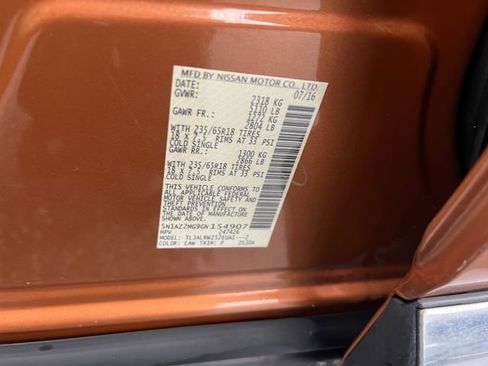 MFD BY NISSAN MOTOR CO., LTD.
DATE: 07/16
GVWR: 2318 KG
5110 LB
GAWR FR.: 1272 KG
2804 LB
WITH 235/65R18 TIRES
18 X 7.5 RIMS AT 33 PSI
COLD SINGLE
GAWR RR.: 1300 KG
2866 LB
WITH 235/65R18 TIRES
18 X 7.5 RIMS AT 33 PSI
COLD SINGLE
THIS VEHICLE CONFORMS TO
ALL APPLICABLE FEDERAL
MOTOR VEHICLE SAFETY AND
THEFT PREVENTION
STANDARDS IN EFFECT ON THE
DATE OF MANUFACTURE
SHOWN ABOVE
5N1AZ2MG9GN154907
MPV 247426
MODEL:
COLOR: EAW TRIM: P